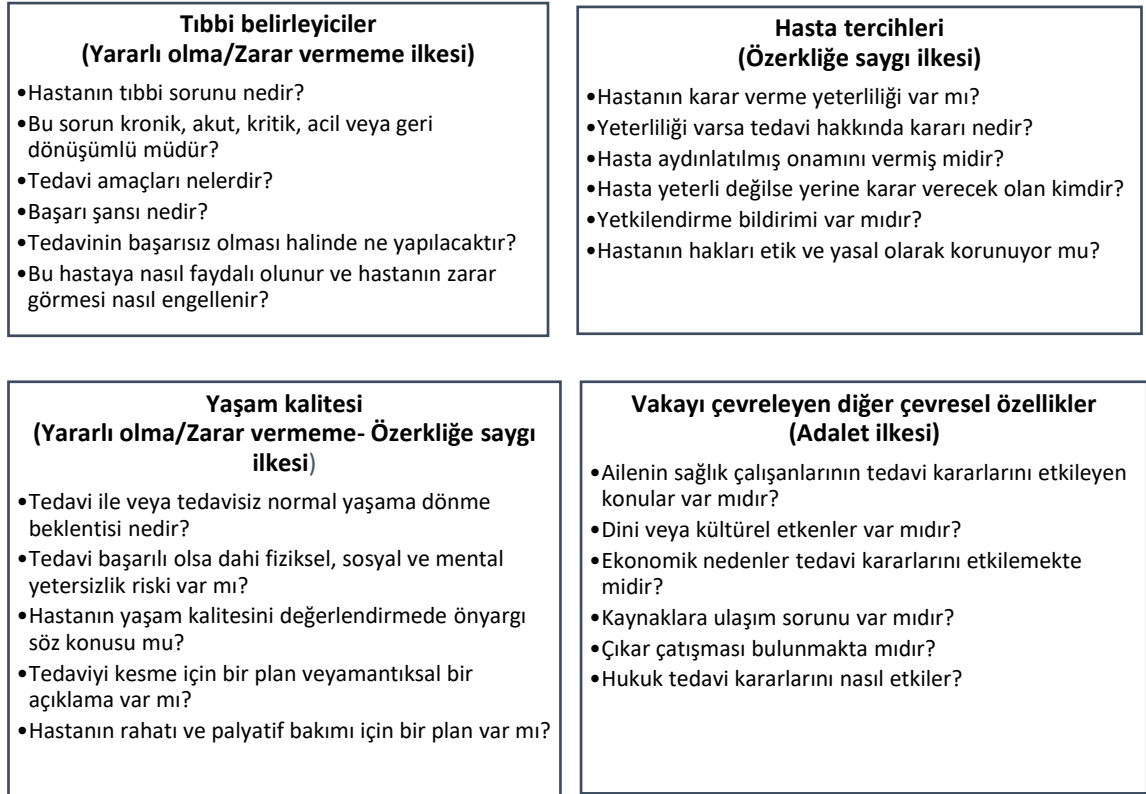 Tıbbi belirleyiciler
(Yararlı olma/Zarar vermeme ilkesi)
•Hastanın tıbbi sorunu nedir?
•Bu sorun kronik, akut, kritik, acil veya geri
dönüşümlü müdür?
•Tedavi amaçları nelerdir?
•Başarı şansı nedir?
•Tedavinin başarısız olması halinde ne yapılacaktır?
•Bu hastaya nasıl faydalı olunur ve hastanın zarar
görmesi nasıl engellenir?
Hasta tercihleri
(Özerkliğe saygı ilkesi)
•Hastanın karar verme yeterliliği var mı?
•Yeterliliği varsa tedavi hakkında kararı nedir?
•Hasta aydınlatılmış onamını vermiş midir?
•Hasta yeterli değilse yerine karar verecek olan kimdir?
•Yetkilendirme bildirimi var mıdır?
•Hastanın hakları etik ve yasal olarak korunuyor mu?
Yaşam kalitesi
(Yararlı olma/Zarar vermeme- Özerkliğe saygı
ilkesi)
•Tedavi ile veya tedavisiz normal yaşama dönme
beklentisi nedir?
•Tedavi başarılı olsa dahi fiziksel, sosyal ve mental
yetersizlik riski var mı?
•Hastanın yaşam kalitesini değerlendirmede önyargı
söz konusu mu?
•Tedaviyi kesme için bir plan veyamantıksal bir
açıklama var mı?
•Hastanın rahatı ve palyatif bakımı için bir plan var mı?
Vakayı çevreleyen diğer çevresel özellikler
(Adalet ilkesi)
•Ailenin sağlık çalışanlarının tedavi kararlarını etkileyen
konular var mıdır?
•Dini veya kültürel etkenler var mıdır?
•Ekonomik nedenler tedavi kararlarını etkilemekte
midir?
•Kaynaklara ulaşım sorunu var mıdır?
•Çıkar çatışması bulunmakta mıdır?
•Hukuk tedavi kararlarını nasıl etkiler?